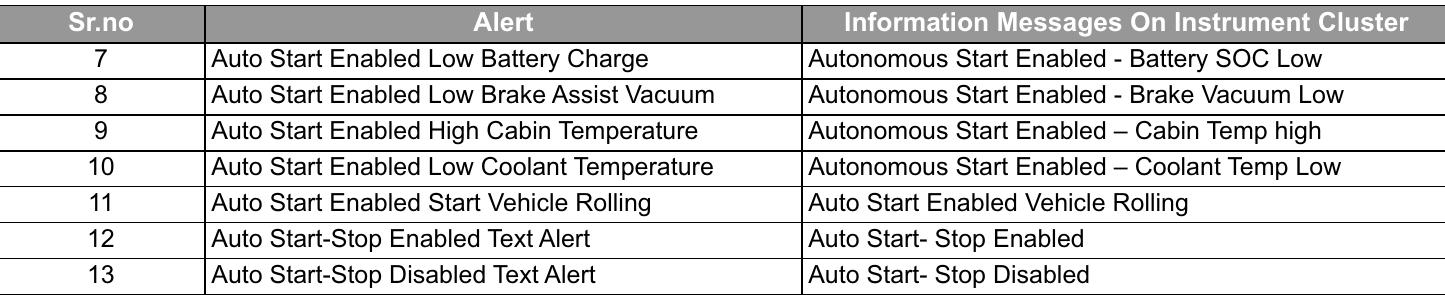 Sr.no Alert Information Messages On Instrument Cluster
7 Auto Start Enabled Low Battery Charge Autonomous Start Enabled - Battery SOC Low
8 Auto Start Enabled Low Brake Assist Vacuum Autonomous Start Enabled - Brake Vacuum Low
9 Auto Start Enabled High Cabin Temperature Autonomous Start Enabled – Cabin Temp high
10 Auto Start Enabled Low Coolant Temperature Autonomous Start Enabled – Coolant Temp Low
11 Auto Start Enabled Start Vehicle Rolling Auto Start Enabled Vehicle Rolling
12 Auto Start-Stop Enabled Text Alert Auto Start- Stop Enabled
13 Auto Start-Stop Disabled Text Alert Auto Start- Stop Disabled